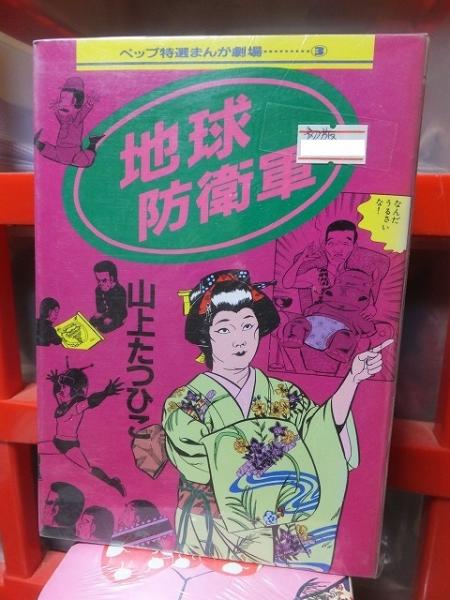 ペップ特選まんが劇場………③
地球
防衛軍
なんだ
うるさい
な!
山上たつひこ